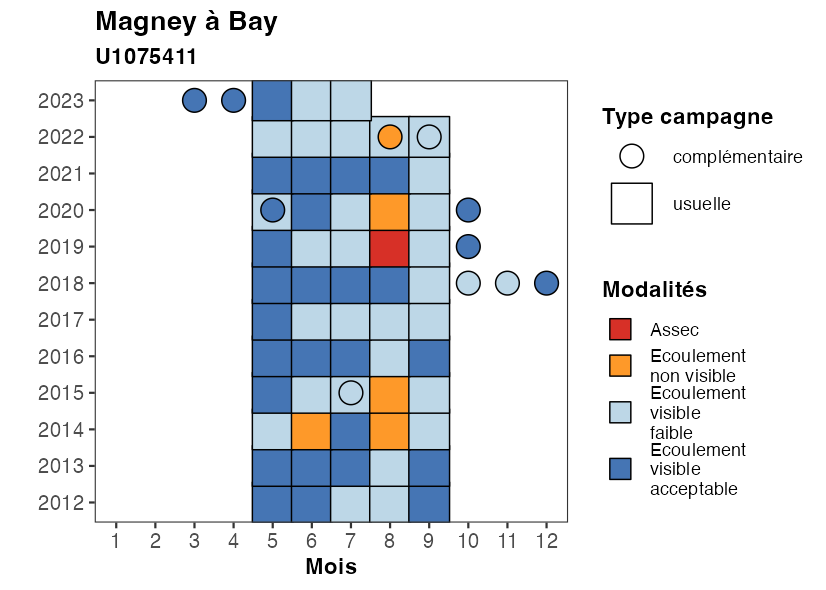 Magney à Bay
U1075411
2023
2022
2021
2020
2019
2018
2017
2016
2015
2014
2013
2012
1 2 3 4 5 6 7 8 9 10 11 12
Mois
Type campagne
complémentaire
usuelle
Modalités
Assec
Ecoulement
non visible
Ecoulement
visible
faible
Ecoulement
visible
acceptable